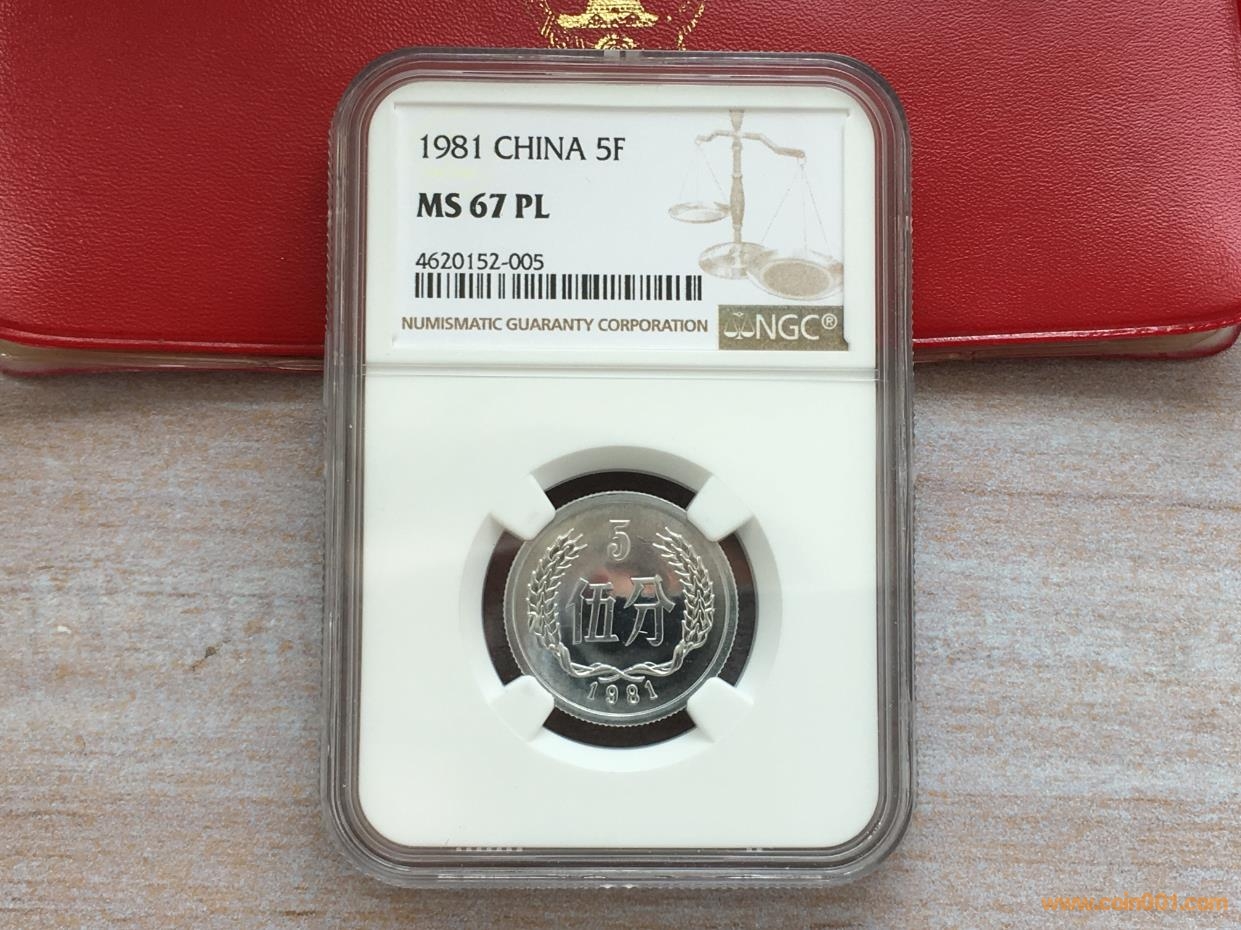 1981 CHINA 5F
MS 67 PL
4620152-005
NUMISMATIC GUARANTY CORPORATION
NGC®
5
伍分
1981
www.coin001.com